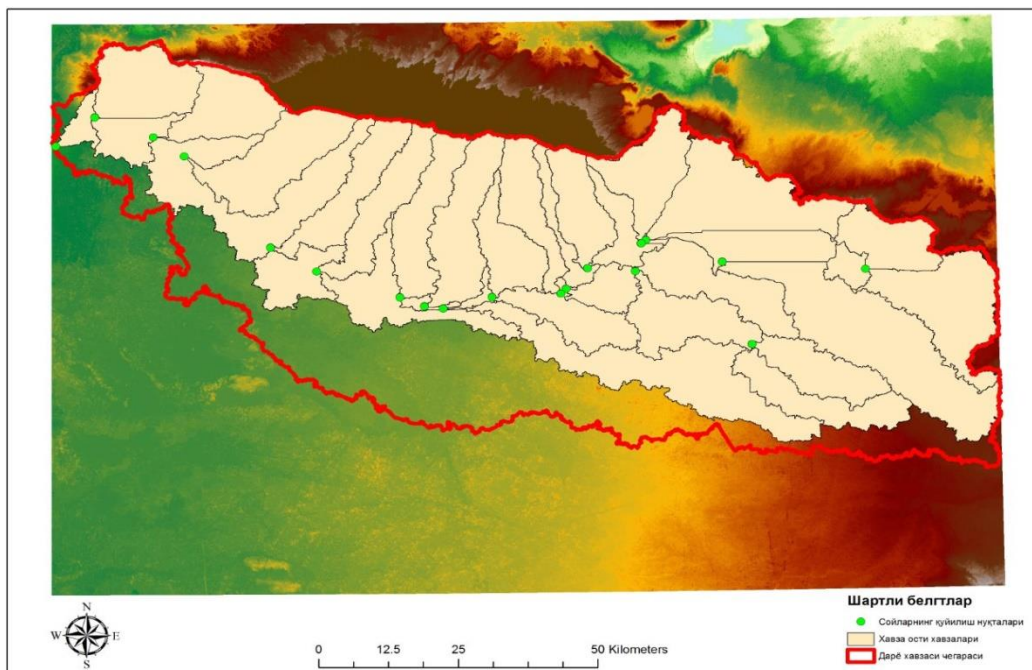 N
W E
S
0 12.5 25 50 Kilometers
Шартли белгтлар
Сойларнинг қуйилиш нуқталари
Хавза ости хавзалари
Дарё хавзаси чегараси